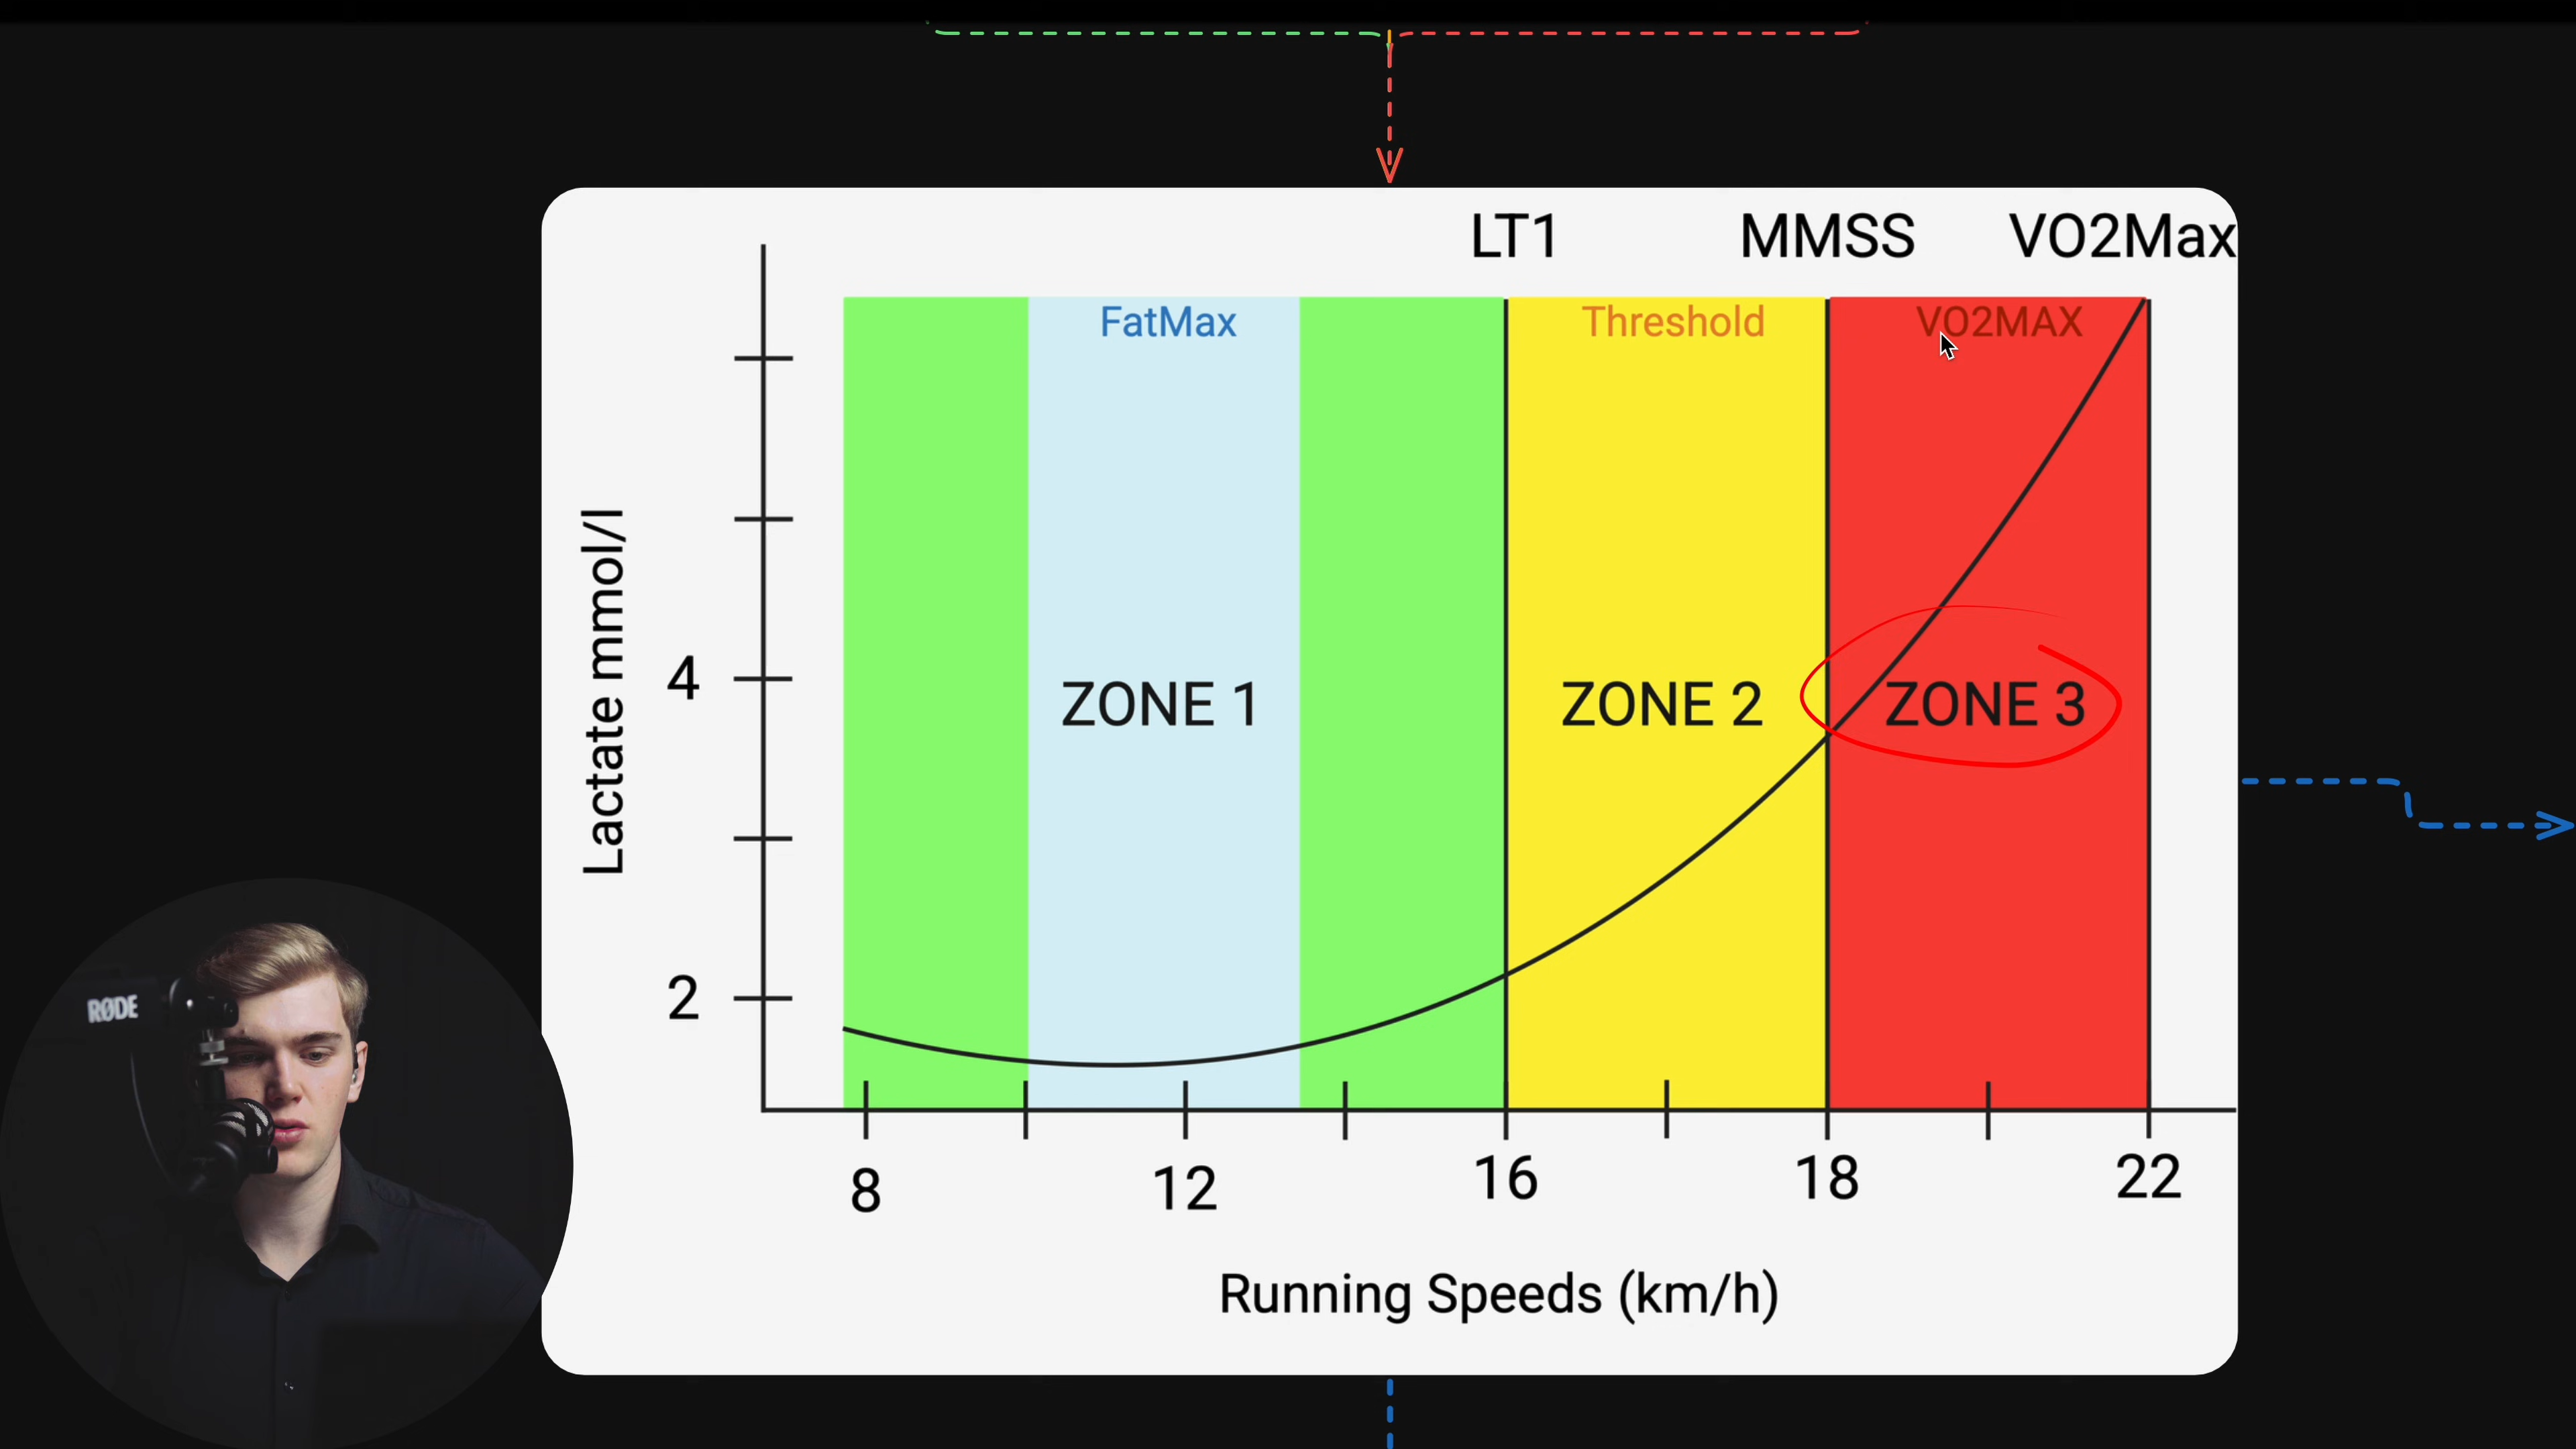 LT1 MMSS VO2Max
FatMax Threshold VO2MAX
Lactate mmol/l
4
ZONE 1 ZONE 2 ZONE 3
2
8 12 16 18 22
Running Speeds (km/h)
RØDE